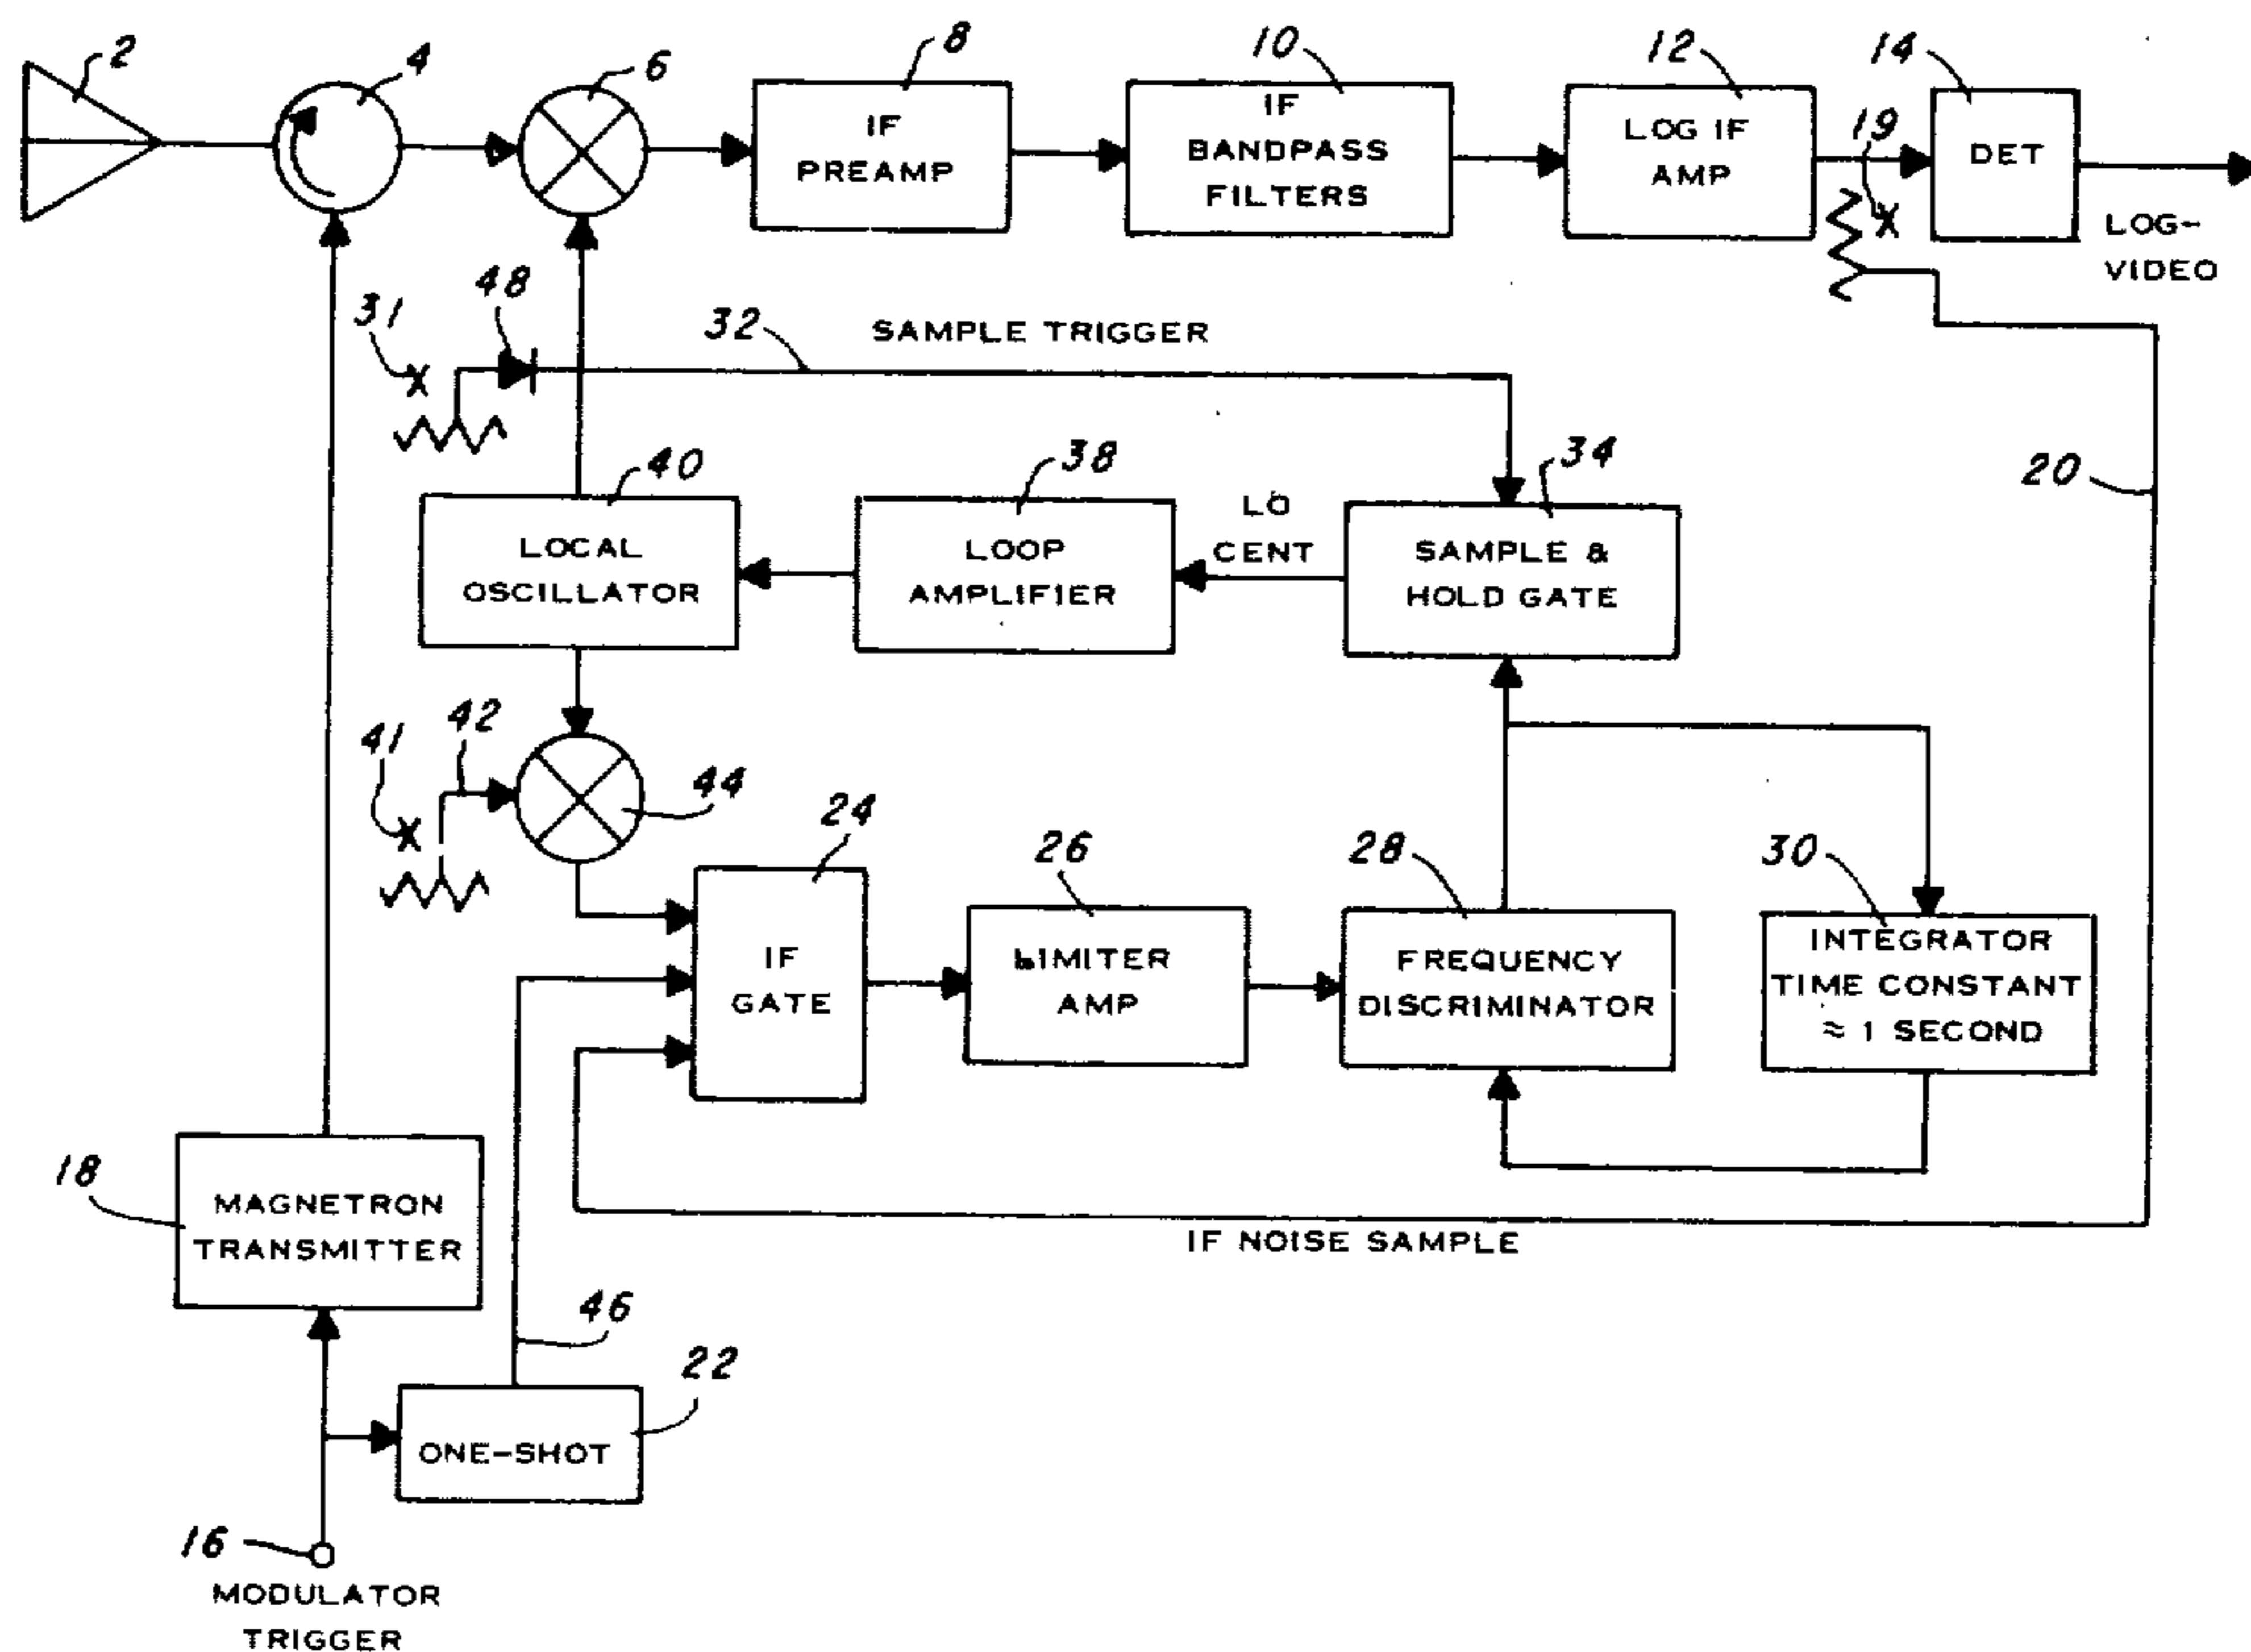 2
4
6
8
10
12
14
19
X
IF
PREAMP
IF
BANDPASS
FILTERS
LOG IF
AMP
DET
LOG-
VIDEO
31
X
48
32
SAMPLE TRIGGER
40
38
34
20
LOCAL
OSCILLATOR
LOOP
AMPLIFIER
LO
CENT
SAMPLE &
HOLD GATE
41
X
42
44
24
26
28
30
IF
GATE
LIMITER
AMP
FREQUENCY
DISCRIMINATOR
INTEGRATOR
TIME CONSTANT
≈ 1 SECOND
18
MAGNETRON
TRANSMITTER
IF NOISE SAMPLE
46
22
ONE-SHOT
16
MODULATOR
TRIGGER